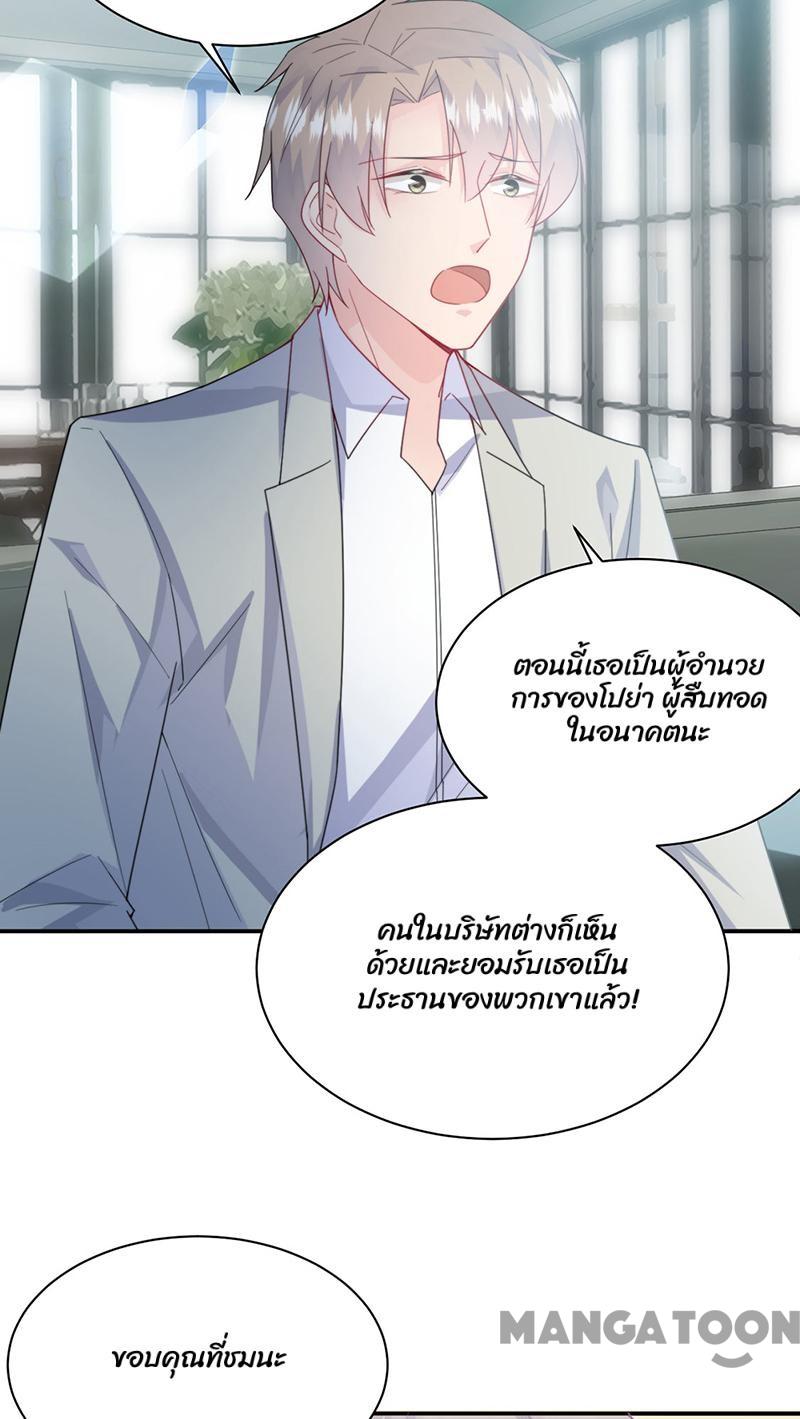 ตอนนี้เธอเป็นผู้อำนวย
การของโปย่า ผู้สืบทอด
ในอนาคตนะ
คนในบริษัทต่างก็เห็น
ด้วยและยอมรับเธอเป็น
ประธานของพวกเขาแล้ว!
ขอบคุณที่ชมนะ
MANGATOON